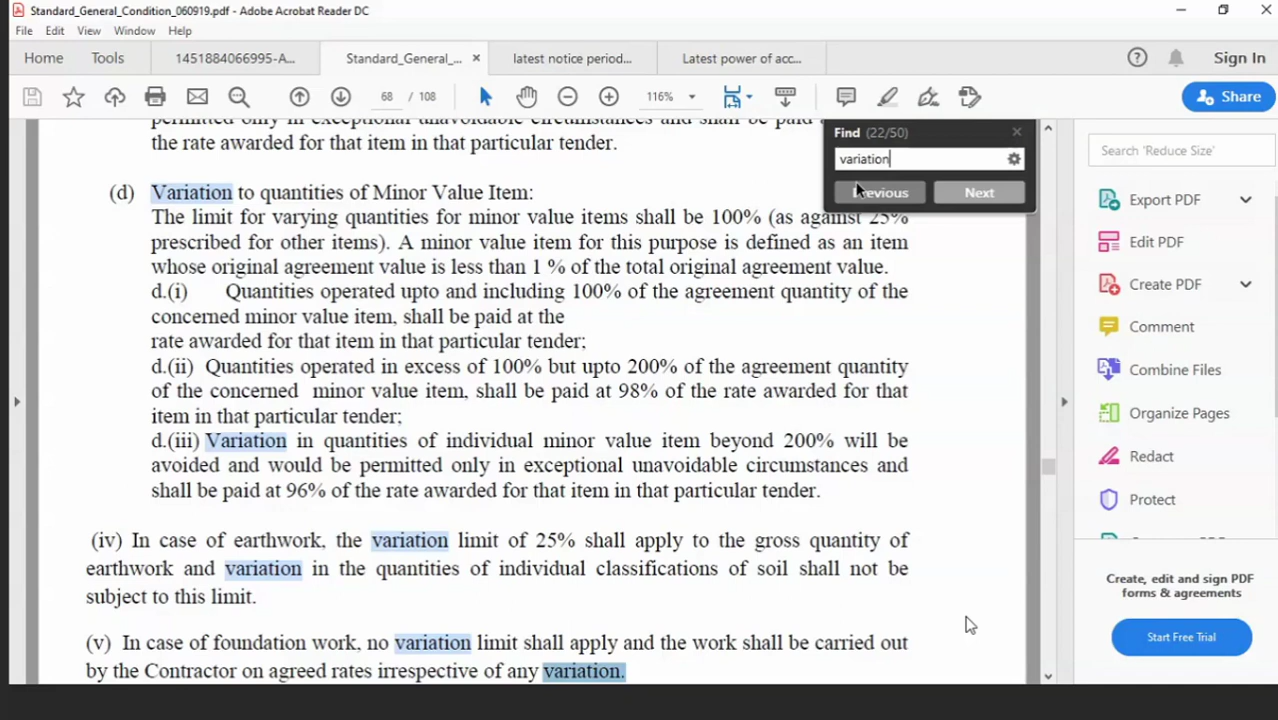 Standard_General_Condition_060919.pdf - Adobe Acrobat Reader DC
File Edit View Window Help
Home Tools 1451884066995-A... Standard_General_... × latest notice period... Latest power of acc... Sign In
68 / 108 116% Share
permitted only in exceptional unavoidable circumstances and shall be paid
the rate awarded for that item in that particular tender.
Find (22/50)
variation
Previous Next
(d) Variation to quantities of Minor Value Item:
The limit for varying quantities for minor value items shall be 100% (as against 25%
prescribed for other items). A minor value item for this purpose is defined as an item
whose original agreement value is less than 1 % of the total original agreement value.
d.(i) Quantities operated upto and including 100% of the agreement quantity of the
concerned minor value item, shall be paid at the
rate awarded for that item in that particular tender;
d.(ii) Quantities operated in excess of 100% but upto 200% of the agreement quantity
of the concerned minor value item, shall be paid at 98% of the rate awarded for that
item in that particular tender;
d.(iii) Variation in quantities of individual minor value item beyond 200% will be
avoided and would be permitted only in exceptional unavoidable circumstances and
shall be paid at 96% of the rate awarded for that item in that particular tender.
(iv) In case of earthwork, the variation limit of 25% shall apply to the gross quantity of
earthwork and variation in the quantities of individual classifications of soil shall not be
subject to this limit.
(v) In case of foundation work, no variation limit shall apply and the work shall be carried out
by the Contractor on agreed rates irrespective of any variation.
Search 'Reduce Size'
Export PDF
Edit PDF
Create PDF
Comment
Combine Files
Organize Pages
Redact
Protect
Create, edit and sign PDF
forms & agreements
Start Free Trial